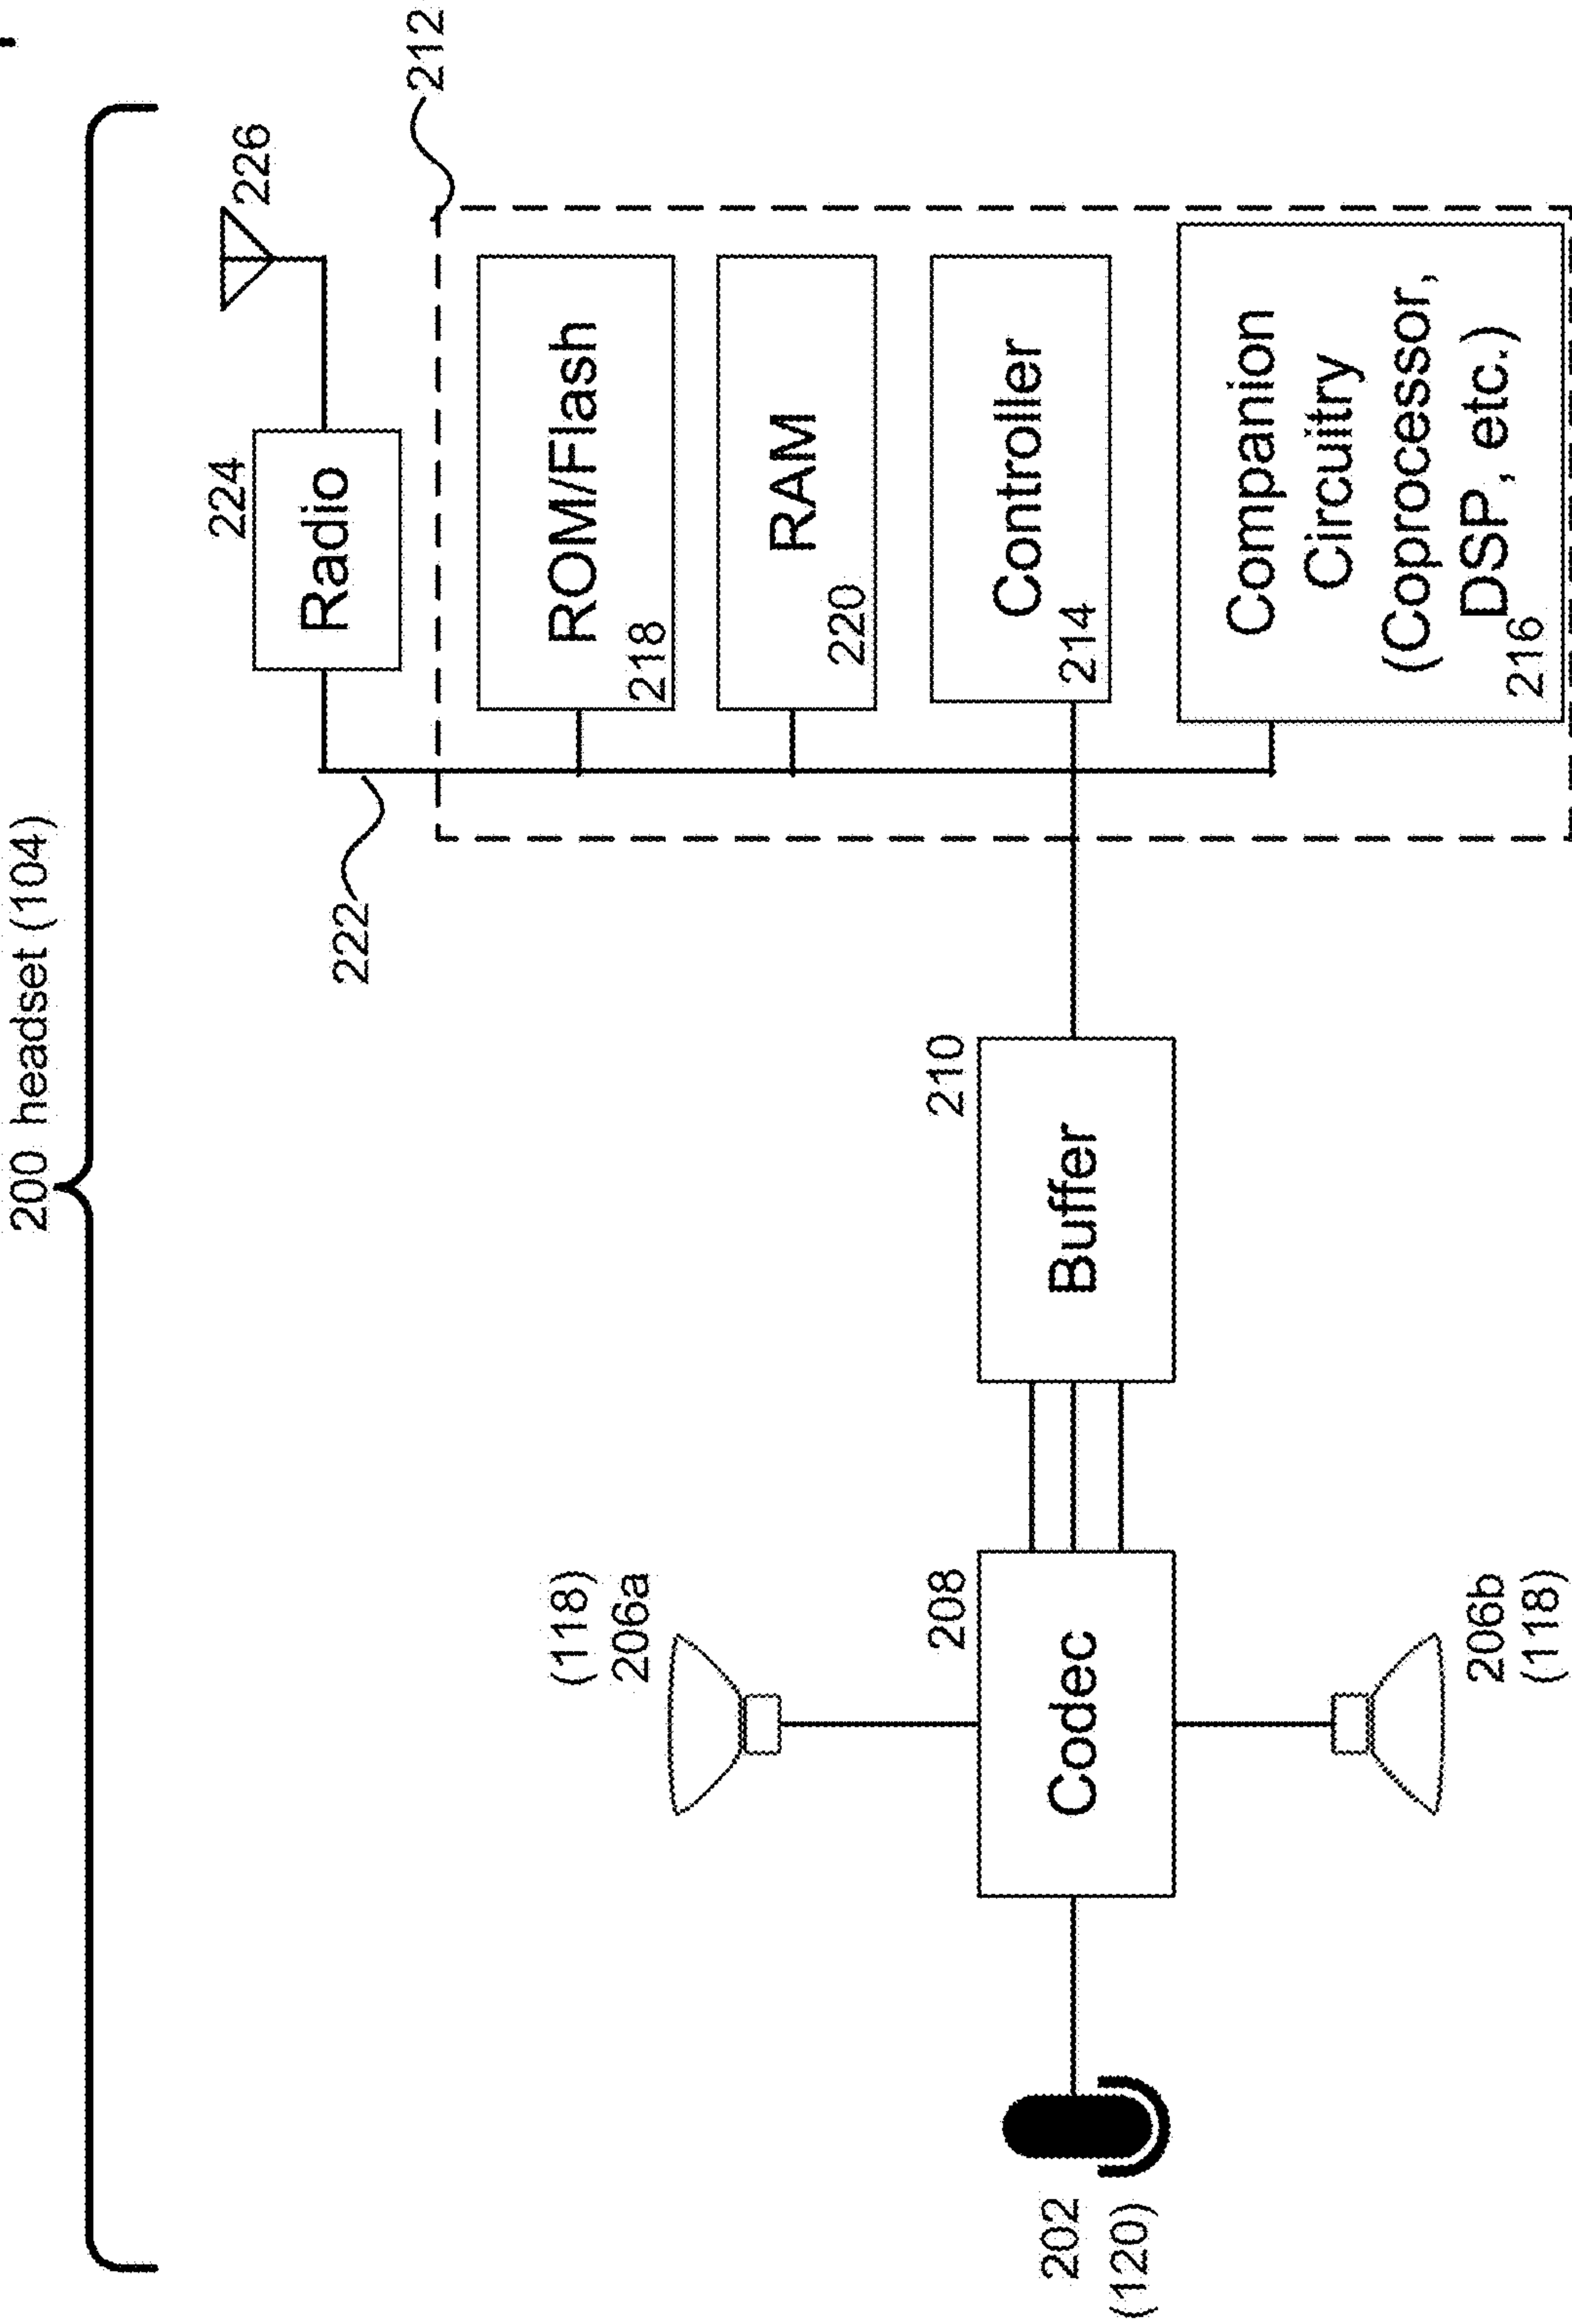 200 headset (104)
226
212
224
Radio
ROM/Flash
218
222
RAM
220
Controller
214
Companion
Circuitry
(Coprocessor,
DSP, etc.)
216
210
Buffer
(118)
206a
208
Codec
206b
(118)
202
(120)